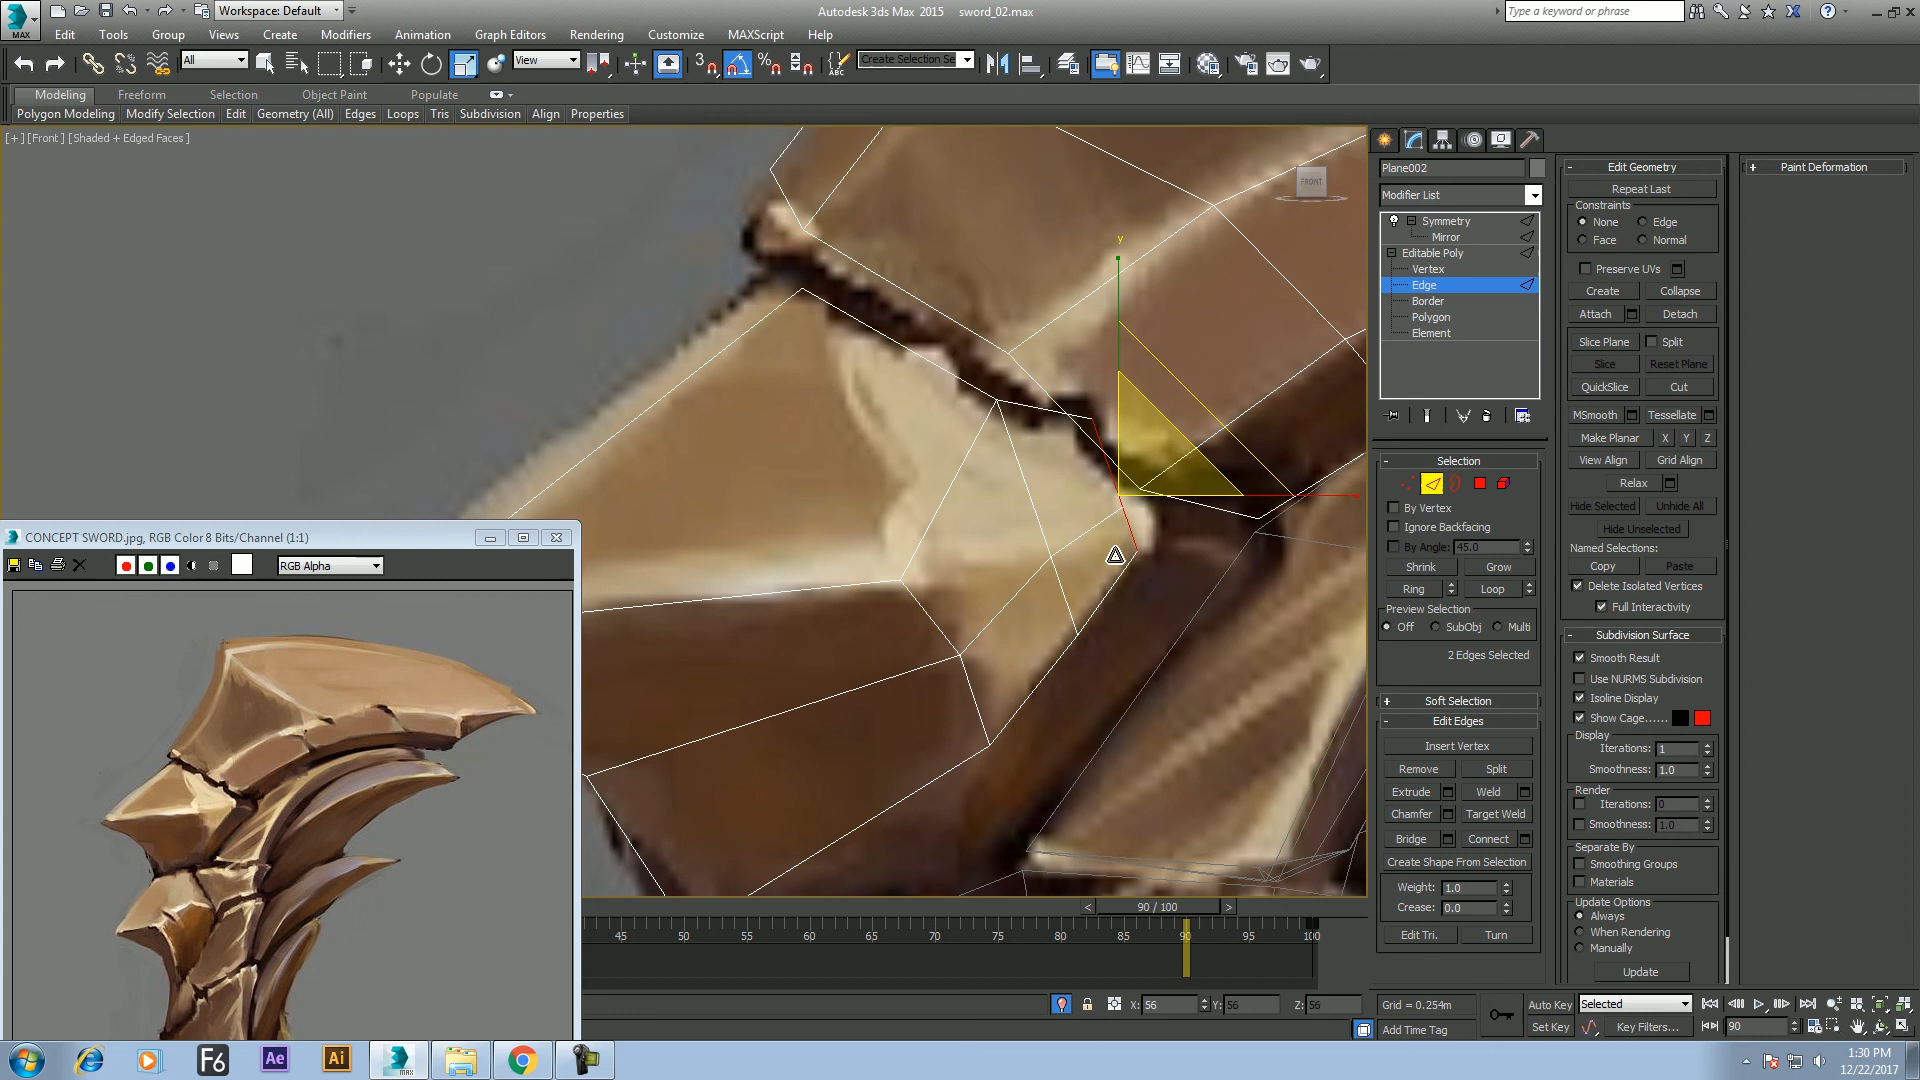 Workspace: Default
Autodesk 3ds Max 2015 sword_02.max
Type a keyword or phrase
MAX
Edit Tools Group Views Create Modifiers Animation Graph Editors Rendering Customize MAXScript Help
All
View
3
%
ABC
Create Selection Se
Modeling Freeform Selection Object Paint Populate
Polygon Modeling Modify Selection Edit Geometry (All) Edges Loops Tris Subdivision Align Properties
[+] [Front] [Shaded + Edged Faces]
FRONT
y
Plane002
Modifier List
Symmetry
Mirror
Editable Poly
Vertex
Edge
Border
Polygon
Element
Selection
By Vertex
Ignore Backfacing
By Angle: 45.0
Shrink Grow
Ring Loop
Preview Selection
Off SubObj Multi
2 Edges Selected
Soft Selection
Edit Edges
Insert Vertex
Remove Split
Extrude Weld
Chamfer Target Weld
Bridge Connect
Create Shape From Selection
Weight: 1.0
Crease: 0.0
Edit Tri. Turn
Edit Geometry
Repeat Last
Constraints
None Edge
Face Normal
Preserve UVs
Create Collapse
Attach Detach
Slice Plane Split
Slice Reset Plane
QuickSlice Cut
MSmooth Tessellate
Make Planar X Y Z
View Align Grid Align
Relax
Hide Selected Unhide All
Hide Unselected
Named Selections:
Copy Paste
Delete Isolated Vertices
Full Interactivity
Subdivision Surface
Smooth Result
Use NURMS Subdivision
Isoline Display
Show Cage......
Display
Iterations: 1
Smoothness: 1.0
Render
Iterations: 0
Smoothness: 1.0
Separate By
Smoothing Groups
Materials
Update Options
Always
When Rendering
Manually
Update
Paint Deformation
CONCEPT SWORD.jpg, RGB Color 8 Bits/Channel (1:1)
RGB Alpha
< 90 / 100 >
45 50 55 60 65 70 75 80 85 90 95 100
X: 56 Y: 56 Z: 56
Grid = 0.254m
Add Time Tag
Auto Key Selected
Set Key Key Filters...
90
F6
Ae
Ai
MAX
1:30 PM
12/22/2017